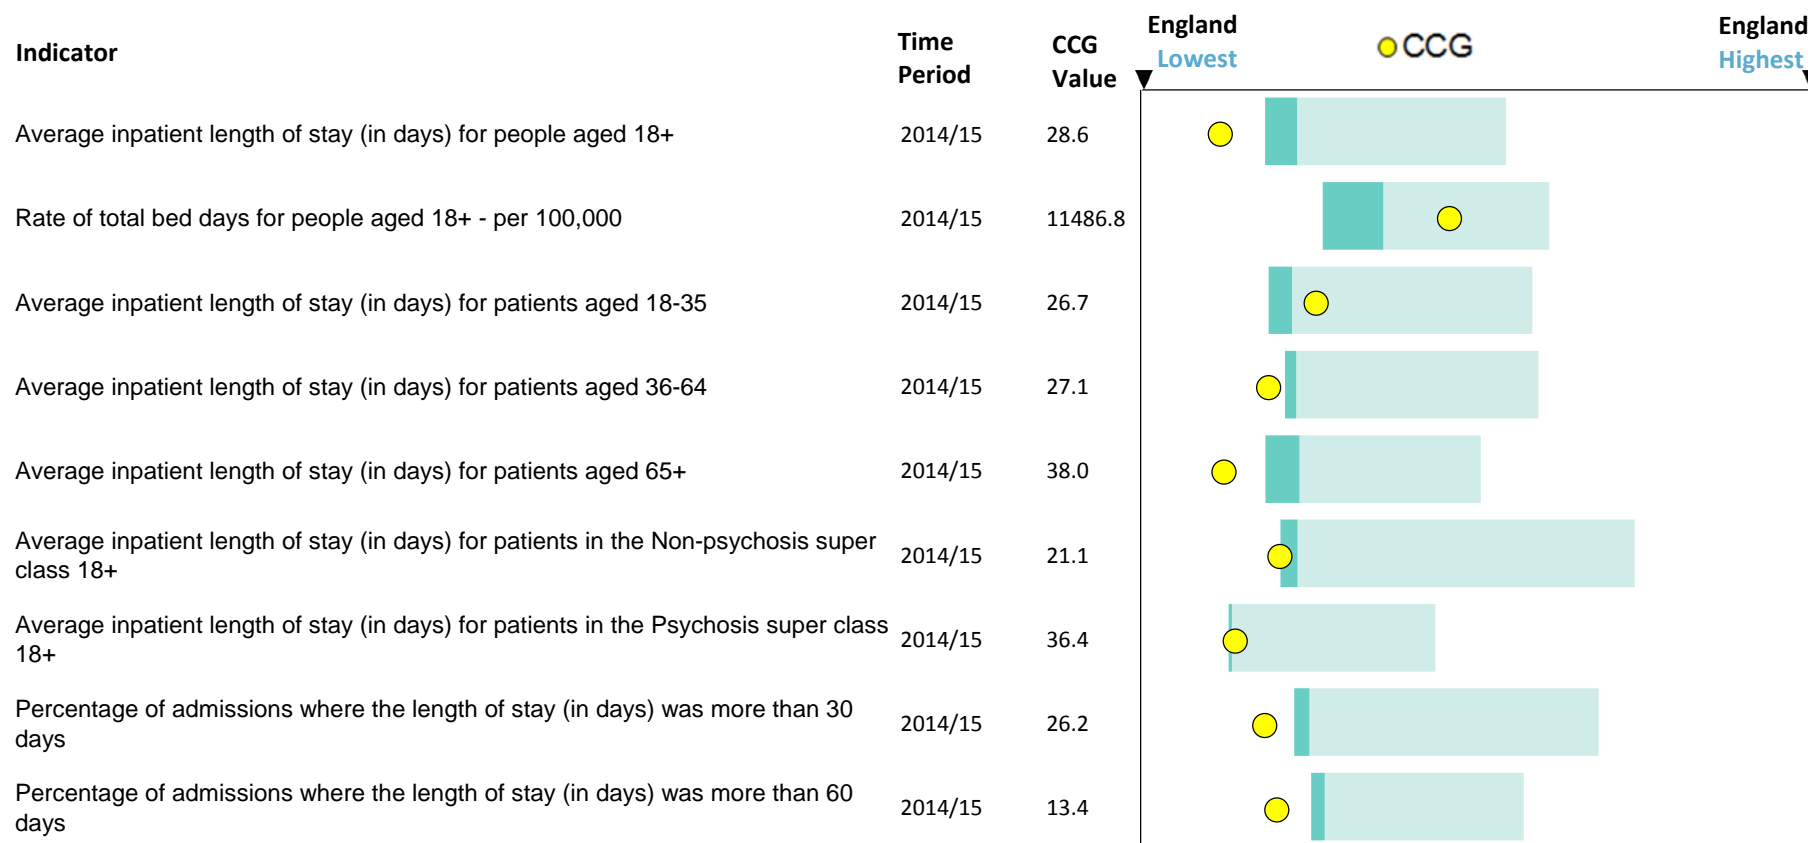 Indicator
Time
Period
CCG
Value
England
Lowest
CCG
England
Highest
Average inpatient length of stay (in days) for people aged 18+
2014/15
28.6
Rate of total bed days for people aged 18+ - per 100,000
2014/15
11486.8
Average inpatient length of stay (in days) for patients aged 18-35
2014/15
26.7
Average inpatient length of stay (in days) for patients aged 36-64
2014/15
27.1
Average inpatient length of stay (in days) for patients aged 65+
2014/15
38.0
Average inpatient length of stay (in days) for patients in the Non-psychosis super
class 18+
2014/15
21.1
Average inpatient length of stay (in days) for patients in the Psychosis super class
18+
2014/15
36.4
Percentage of admissions where the length of stay (in days) was more than 30
days
2014/15
26.2
Percentage of admissions where the length of stay (in days) was more than 60
days
2014/15
13.4